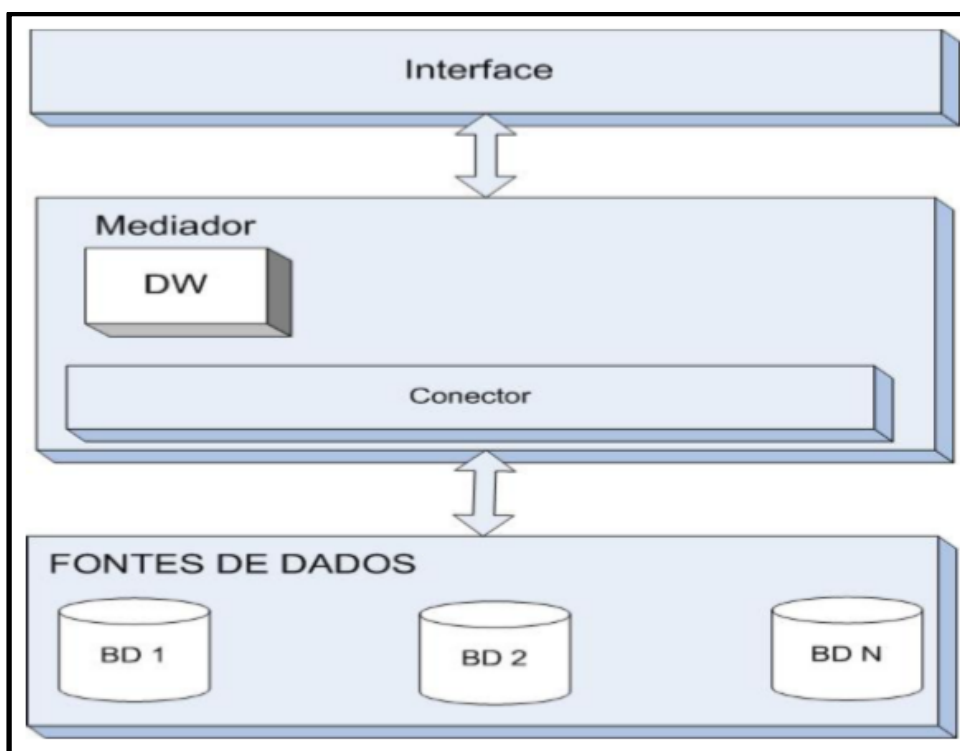 Interface
Mediador
DW
Conector
FONTES DE DADOS
BD 1
BD 2
BD N